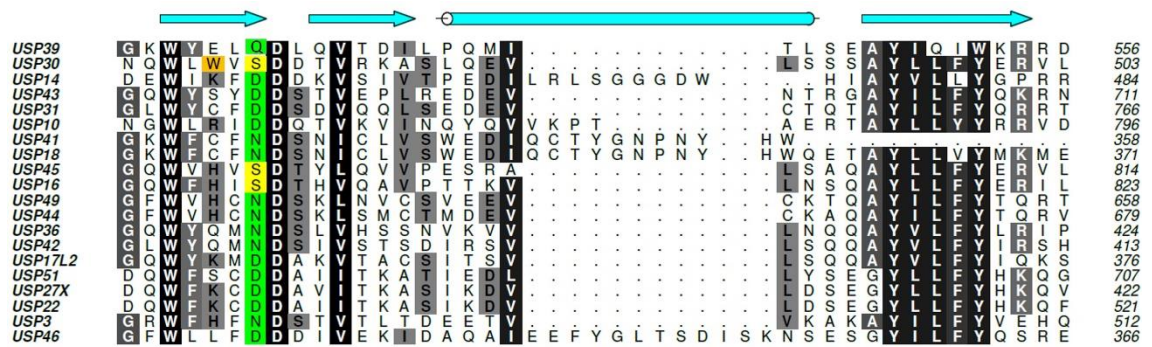 USP39 G K W Y E L Q D L Q V T D I L P Q M I . . . . . . . . . . . . T L S E A Y I Q I W K R R D 556
USP30 N Q W L W V S D D T V R K A S L Q E V . . . . . . . . . . . . L S S S A Y L L F Y E R V L 503
USP14 D E W I K F D D D K V S I V T P E D I L R L S G G G D W . . . . . H I A Y V L L Y G P R R 484
USP43 G Q W Y S Y D D S T V E P L R E D E V . . . . . . . . . . . . N T R G A Y I L F Y Q K R N 711
USP31 G L W Y C F D D S D V Q Q L S E D E V . . . . . . . . . . . . C T Q T A Y I L F Y Q R R T 766
USP10 N G W L R I D D Q T V K V I N Q Y Q V V K P T . . . . . . . . A E R T A Y L L Y Y R R V D 796
USP41 G K W F C F N D S N I C L V S W E D I Q C T Y G N P N Y . . H W . . . . . . . . . . . . . 358
USP18 G K W F C F N D S N I C L V S W E D I Q C T Y G N P N Y . . H W Q E T A Y L L V Y M K M E 371
USP45 G Q W V H V S D T Y L Q V V P E S R A . . . . . . . . . . . . L S A Q A Y L L F Y E R V L 814
USP16 G Q W F H I S D T H V Q A V P T T K V . . . . . . . . . . . . L N S Q A Y L L F Y E R I L 823
USP49 G F W V H C N D S K L N V C S V E E V . . . . . . . . . . . . C K T Q A Y I L F Y T Q R T 658
USP44 G F W V H C N D S K L S M C T M D E V . . . . . . . . . . . . C K A Q A Y I L F Y T Q R V 679
USP36 G Q W Y Q M N D S L V H S S N V K V V . . . . . . . . . . . . L N Q Q A Y V L F Y L R I P 424
USP42 G L W Y Q M N D S I V S T S D I R S V . . . . . . . . . . . . L S Q Q A Y V L F Y I R S H 413
USP17L2 G Q W Y K M D D A K V T A C S I T S V . . . . . . . . . . . . L S Q Q A Y V L F Y I Q K S 376
USP51 D Q W F S C D D A I I T K A T I E D L . . . . . . . . . . . . L Y S E G Y L L F Y H K Q G 707
USP27X D Q W F K C D D A V I T K A S I K D V . . . . . . . . . . . . L D S E G Y L L F Y H K Q V 422
USP22 D Q W F K C D D A I I T K A S I K D V . . . . . . . . . . . . L D S E G Y L L F Y H K Q F 521
USP3 G R W F H F N D S T V T L T D E E T V . . . . . . . . . . . . V K A K A Y I L F Y V E H Q 512
USP46 G F W L L F D D D I V E K I D A Q A I E E F Y G L T S D I S K N S E S G Y I L F Y Q S R E 366